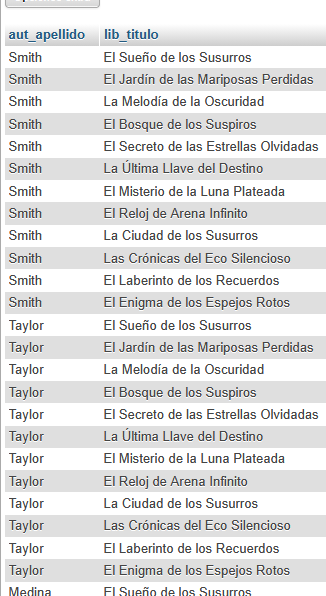 aut_apellido lib_titulo
Smith El Sueño de los Susurros
Smith El Jardín de las Mariposas Perdidas
Smith La Melodía de la Oscuridad
Smith El Bosque de los Suspiros
Smith El Secreto de las Estrellas Olvidadas
Smith La Última Llave del Destino
Smith El Misterio de la Luna Plateada
Smith El Reloj de Arena Infinito
Smith La Ciudad de los Susurros
Smith Las Crónicas del Eco Silencioso
Smith El Laberinto de los Recuerdos
Smith El Enigma de los Espejos Rotos
Taylor El Sueño de los Susurros
Taylor El Jardín de las Mariposas Perdidas
Taylor La Melodía de la Oscuridad
Taylor El Bosque de los Suspiros
Taylor El Secreto de las Estrellas Olvidadas
Taylor La Última Llave del Destino
Taylor El Misterio de la Luna Plateada
Taylor El Reloj de Arena Infinito
Taylor La Ciudad de los Susurros
Taylor Las Crónicas del Eco Silencioso
Taylor El Laberinto de los Recuerdos
Taylor El Enigma de los Espejos Rotos
Medina El Sueño de los Susurros